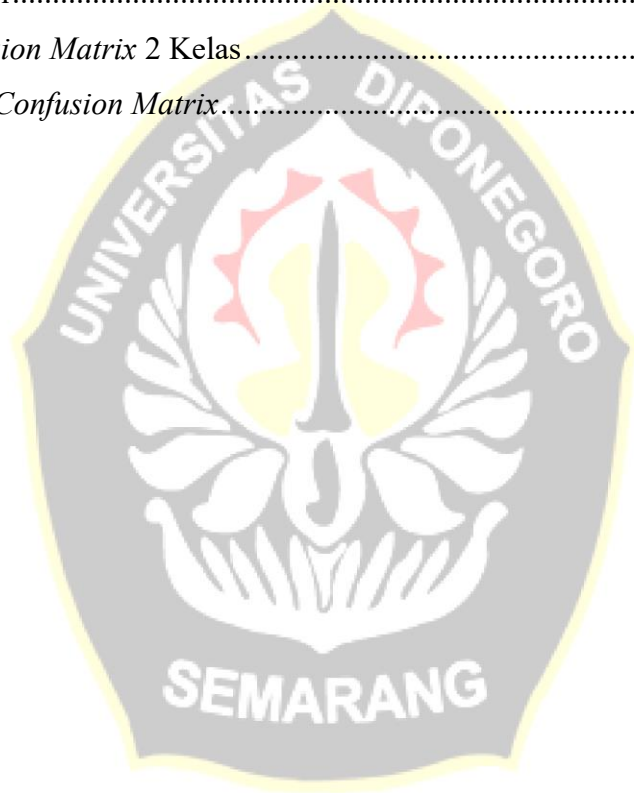 ion Matrix 2 Kelas
Confusion Matrix
UNIVERSITAS DIPONEGORO
SEMARANG